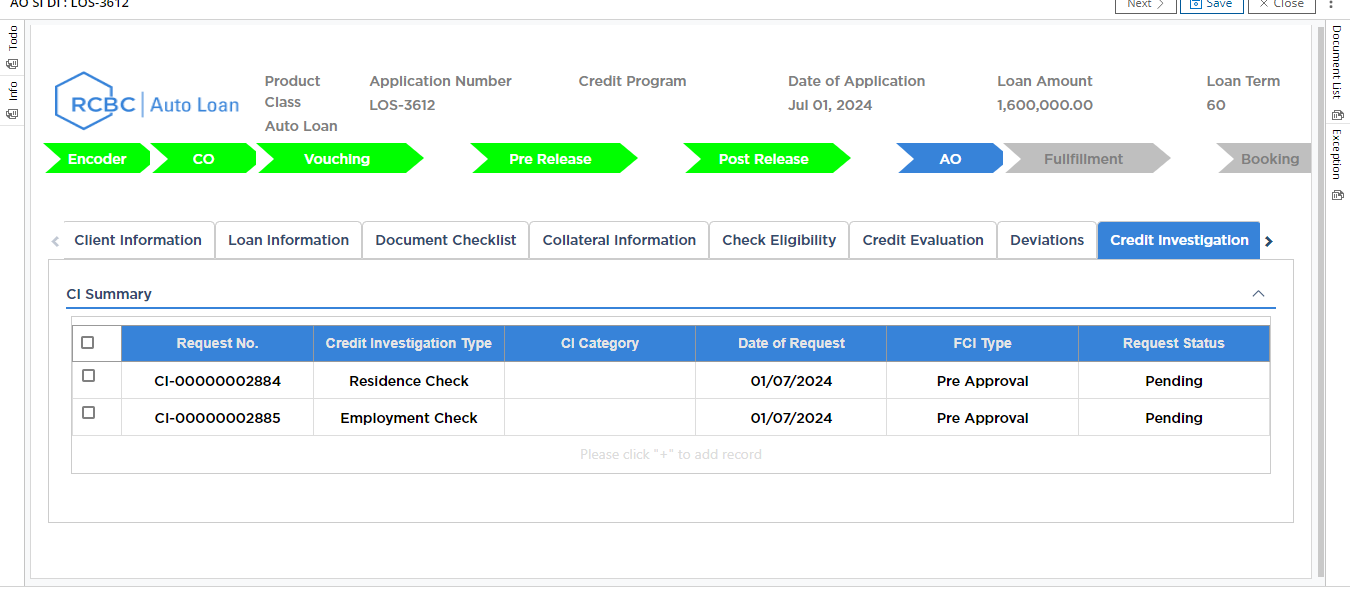 AO SI DI : LOS-3612
Next
Save
Close
Todo
Info
Document List
Exception
RCBC | Auto Loan
Product Class
Auto Loan
Application Number
LOS-3612
Credit Program
Date of Application
Jul 01, 2024
Loan Amount
1,600,000.00
Loan Term
60
Encoder
CO
Vouching
Pre Release
Post Release
AO
Fullfillment
Booking
Client Information
Loan Information
Document Checklist
Collateral Information
Check Eligibility
Credit Evaluation
Deviations
Credit Investigation
CI Summary
Request No. Credit Investigation Type CI Category Date of Request FCI Type Request Status
CI-00000002884 Residence Check 01/07/2024 Pre Approval Pending
CI-00000002885 Employment Check 01/07/2024 Pre Approval Pending
Please click "+" to add record